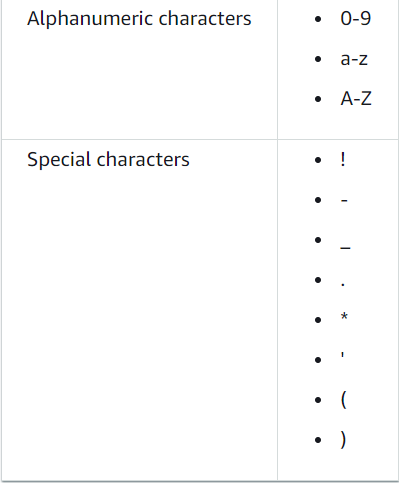 Alphanumeric characters
• 0-9
• a-z
• A-Z
Special characters
• !
• -
• _
• .
• *
• '
• (
• )